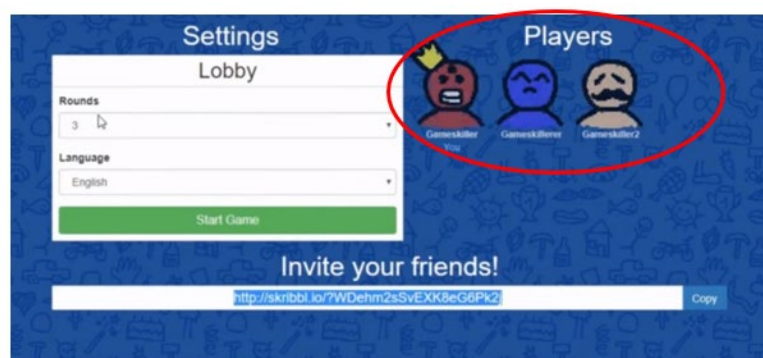 Settings
Players
Lobby
Rounds
3
Language
English
Start Game
Gameskiller
You
Gameskillerer
Gameskiller2
Invite your friends!
http://skribbl.io/?WDehm2sSvEXK8eG6Pk2j
Copy